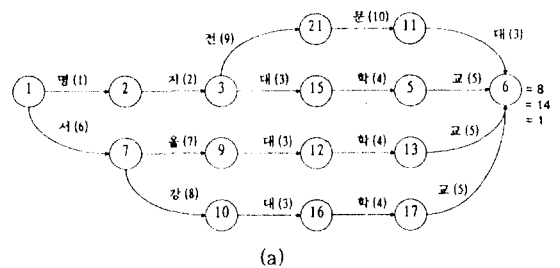 전 (9) 21 문 (10) 11 대 (3)
1 명 (1) 2 지 (2) 3 대 (3) 15 학 (4) 5 교 (5) 6 = 8
= 14
= 1
서 (6) 7 울 (7) 9 대 (3) 12 학 (4) 13 교 (5)
강 (8) 10 대 (3) 16 학 (4) 17 교 (5)
(a)